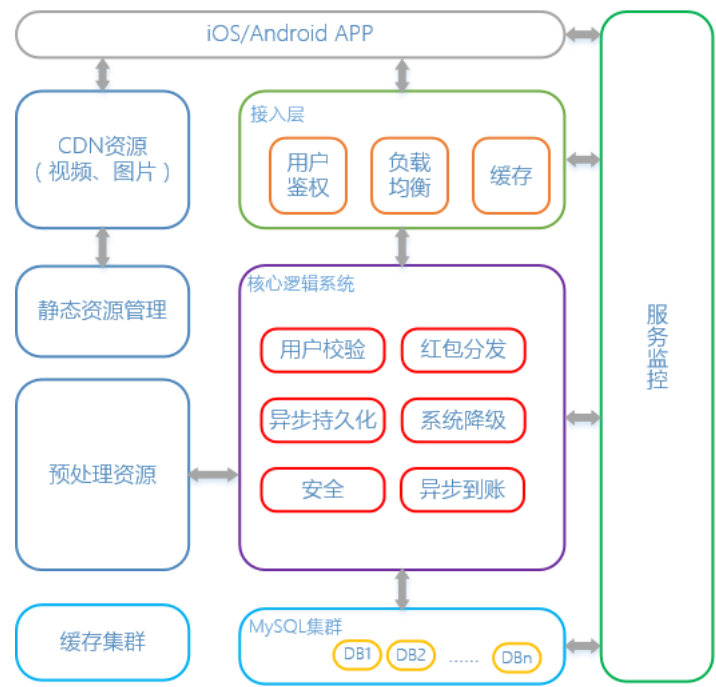 iOS/Android APP
CDN资源
（视频、图片）
静态资源管理
预处理资源
缓存集群
接入层
用户
鉴权
负载
均衡
缓存
核心逻辑系统
用户校验
红包分发
异步持久化
系统降级
安全
异步到账
MySQL集群
DB1
DB2
......
DBn
服务监控